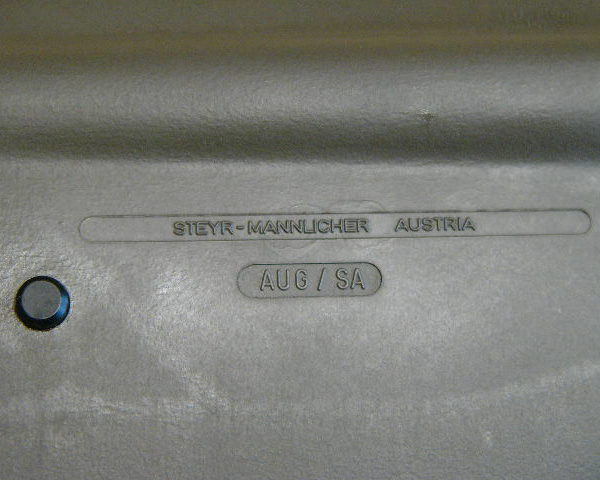 STEYR-MANNLICHER AUSTRIA
AUG / SA